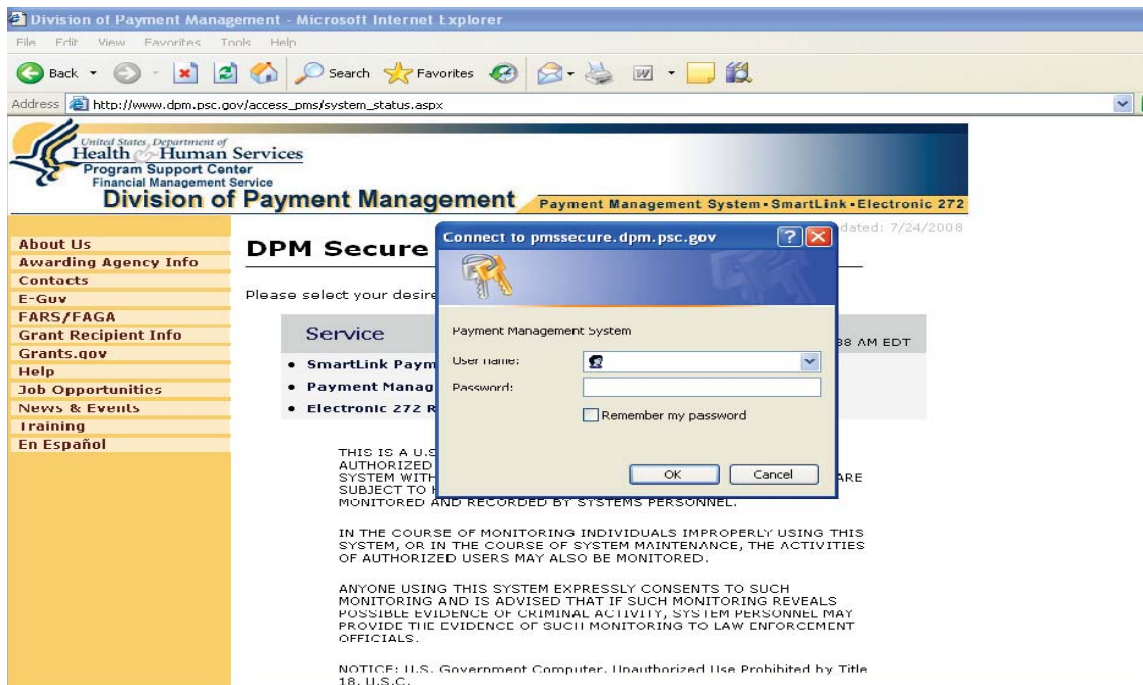 Division of Payment Management - Microsoft Internet Explorer
File Edit View Favorites Tools Help
Back Search Favorites
Address http://www.dpm.psc.gov/access_pms/system_status.aspx
United States Department of
Health & Human Services
Program Support Center
Financial Management Service
Division of Payment Management
Payment Management System - SmartLink - Electronic 272
dated: 7/24/2008
About Us
Awarding Agency Info
Contacts
E-Gov
FARS/FAGA
Grant Recipient Info
Grants.gov
Help
Job Opportunities
News & Events
Training
En Español
DPM Secure
Please select your desire
Service
38 AM EDT
• SmartLink Paym
• Payment Manag
• Electronic 272 R
Connect to pmssecure.dpm.psc.gov
Payment Management System
User name:
Password:
Remember my password
OK Cancel
THIS IS A U.S
AUTHORIZED
SYSTEM WITH ARE
SUBJECT TO
MONITORED AND RECORDED BY SYSTEMS PERSONNEL.
IN THE COURSE OF MONITORING INDIVIDUALS IMPROPERLY USING THIS
SYSTEM, OR IN THE COURSE OF SYSTEM MAINTENANCE, THE ACTIVITIES
OF AUTHORIZED USERS MAY ALSO BE MONITORED.
ANYONE USING THIS SYSTEM EXPRESSLY CONSENTS TO SUCH
MONITORING AND IS ADVISED THAT IF SUCH MONITORING REVEALS
POSSIBLE EVIDENCE OF CRIMINAL ACTIVITY, SYSTEM PERSONNEL MAY
PROVIDE THE EVIDENCE OF SUCH MONITORING TO LAW ENFORCEMENT
OFFICIALS.
NOTICE: U.S. Government Computer. Unauthorized Use Prohibited by Title
18, U.S.C.